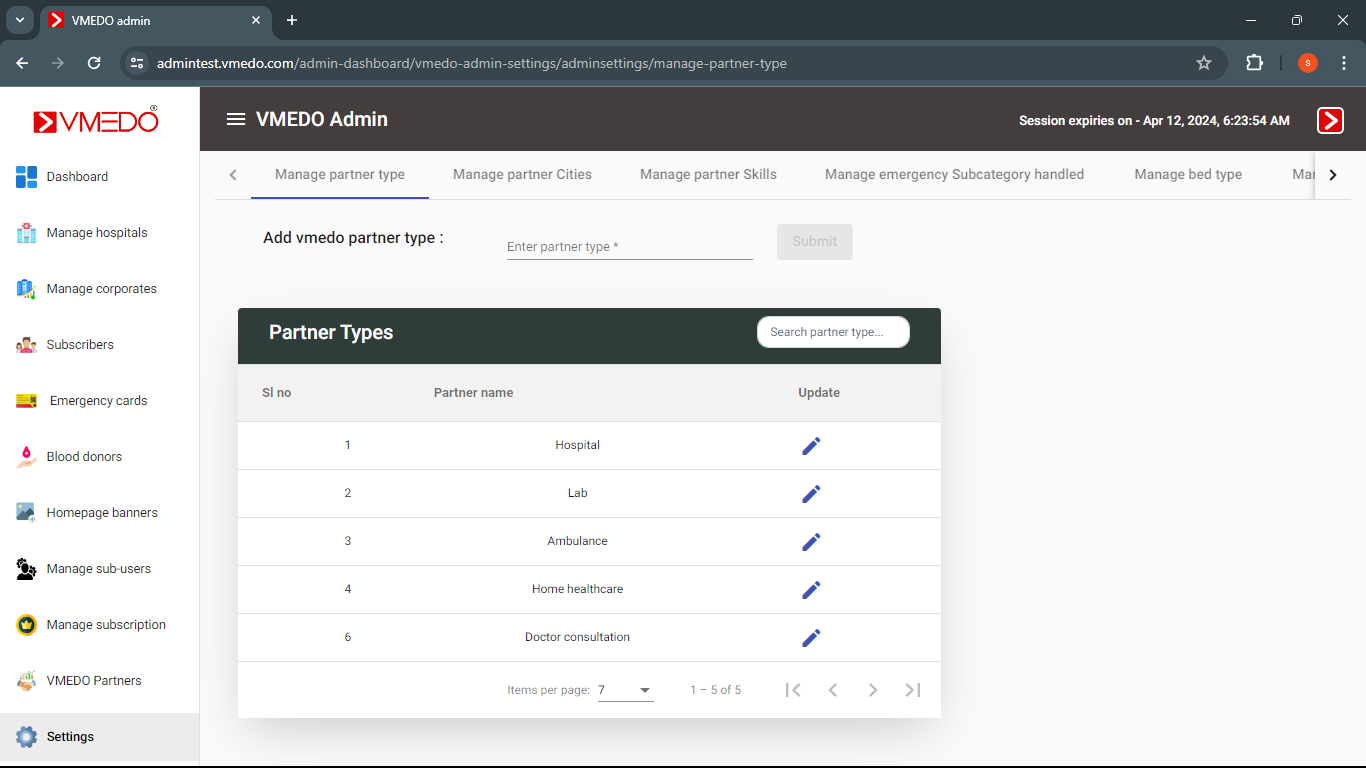 VMEDO admin
admintest.vmedo.com/admin-dashboard/vmedo-admin-settings/adminsettings/manage-partner-type
S
VMEDO
R
VMEDO Admin
Session expiries on - Apr 12, 2024, 6:23:54 AM
Dashboard
Manage hospitals
Manage corporates
Subscribers
Emergency cards
Blood donors
Homepage banners
Manage sub-users
Manage subscription
VMEDO Partners
Settings
Manage partner type
Manage partner Cities
Manage partner Skills
Manage emergency Subcategory handled
Manage bed type
Add vmedo partner type :
Enter partner type *
Submit
Partner Types
Search partner type...
Sl no Partner name Update
1 Hospital
2 Lab
3 Ambulance
4 Home healthcare
6 Doctor consultation
Items per page: 7 1 – 5 of 5